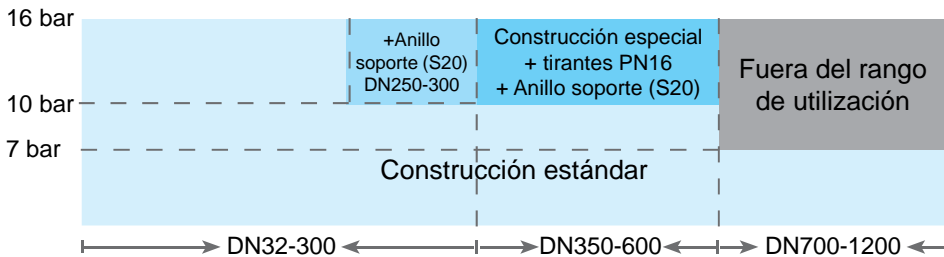 16 bar
10 bar
7 bar
+Anillo
soporte (S20)
DN250-300
Construcción especial
+ tirantes PN16
+ Anillo soporte (S20)
Fuera del rango
de utilización
Construcción estándar
DN32-300
DN350-600
DN700-1200